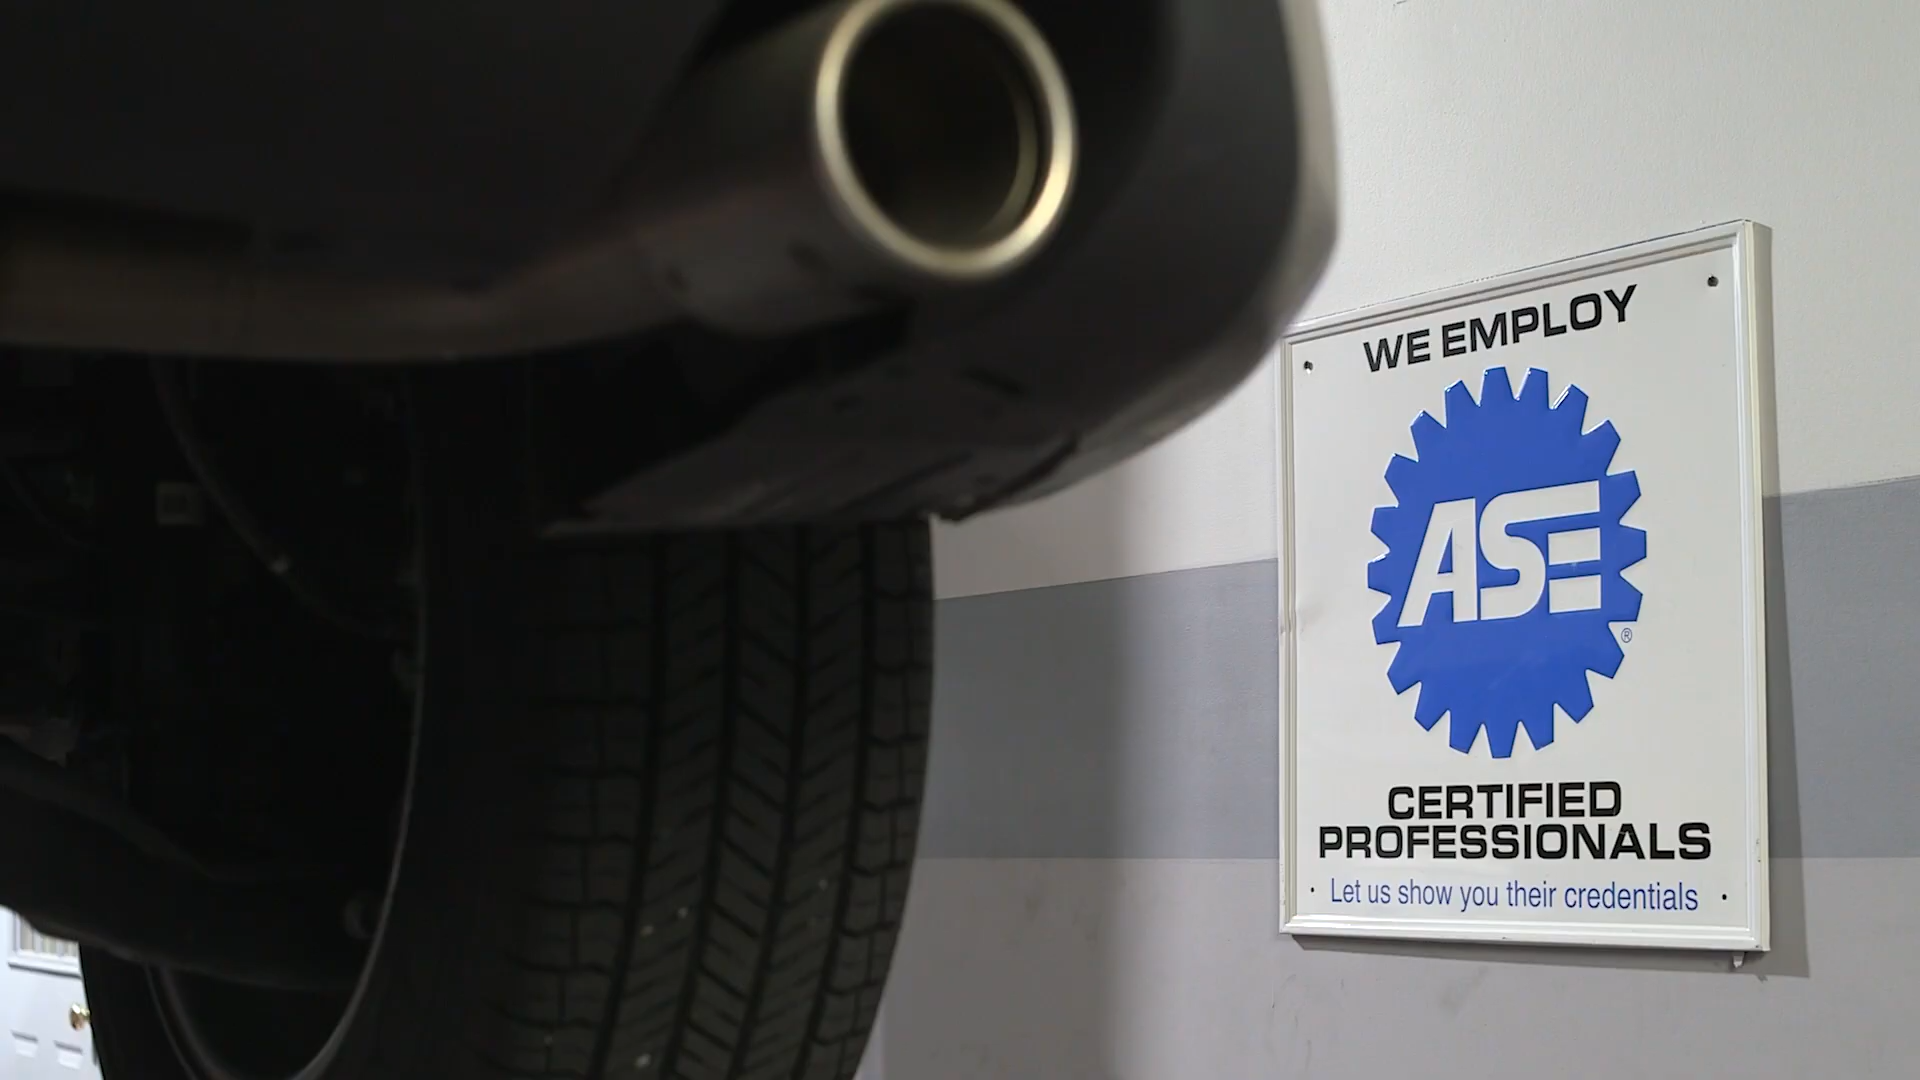 WE EMPLOY
ASE
®
CERTIFIED
PROFESSIONALS
Let us show you their credentials